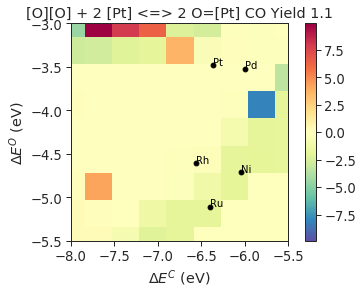 [O][O] + 2 [Pt] <=> 2 O=[Pt] CO Yield 1.1
−3.0
−3.5
−4.0
−4.5
−5.0
−5.5
ΔE^O (eV)
Pt
Pd
Rh
Ni
Ru
−8.0 −7.5 −7.0 −6.5 −6.0 −5.5
ΔE^C (eV)
7.5
5.0
2.5
0.0
−2.5
−5.0
−7.5